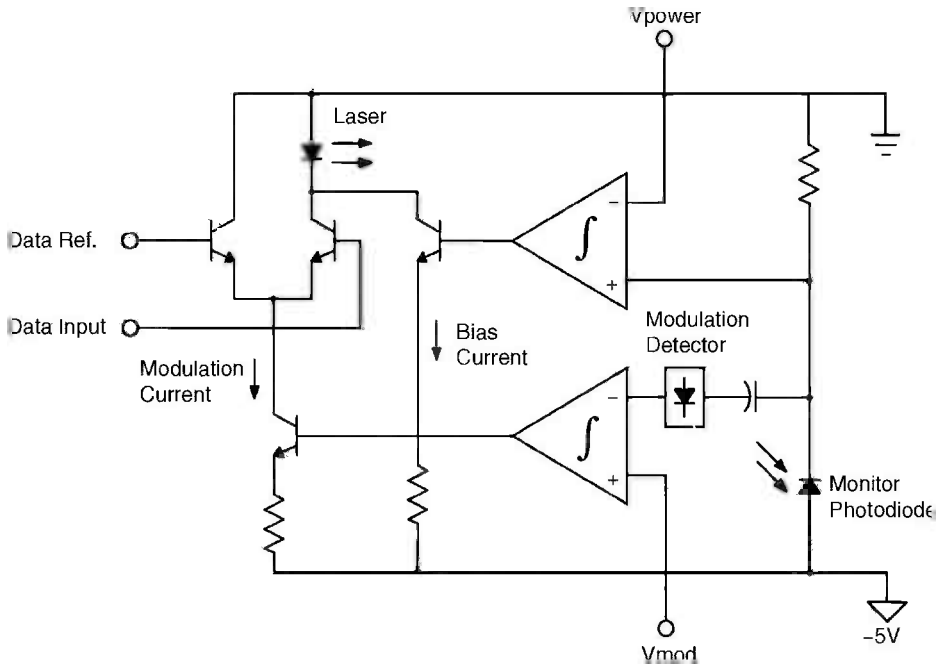 Vpower
Laser
Data Ref.
Data Input
Modulation
Current
Bias
Current
Modulation
Detector
∫
−
+
∫
−
+
Monitor
Photodiode
−5V
Vmod